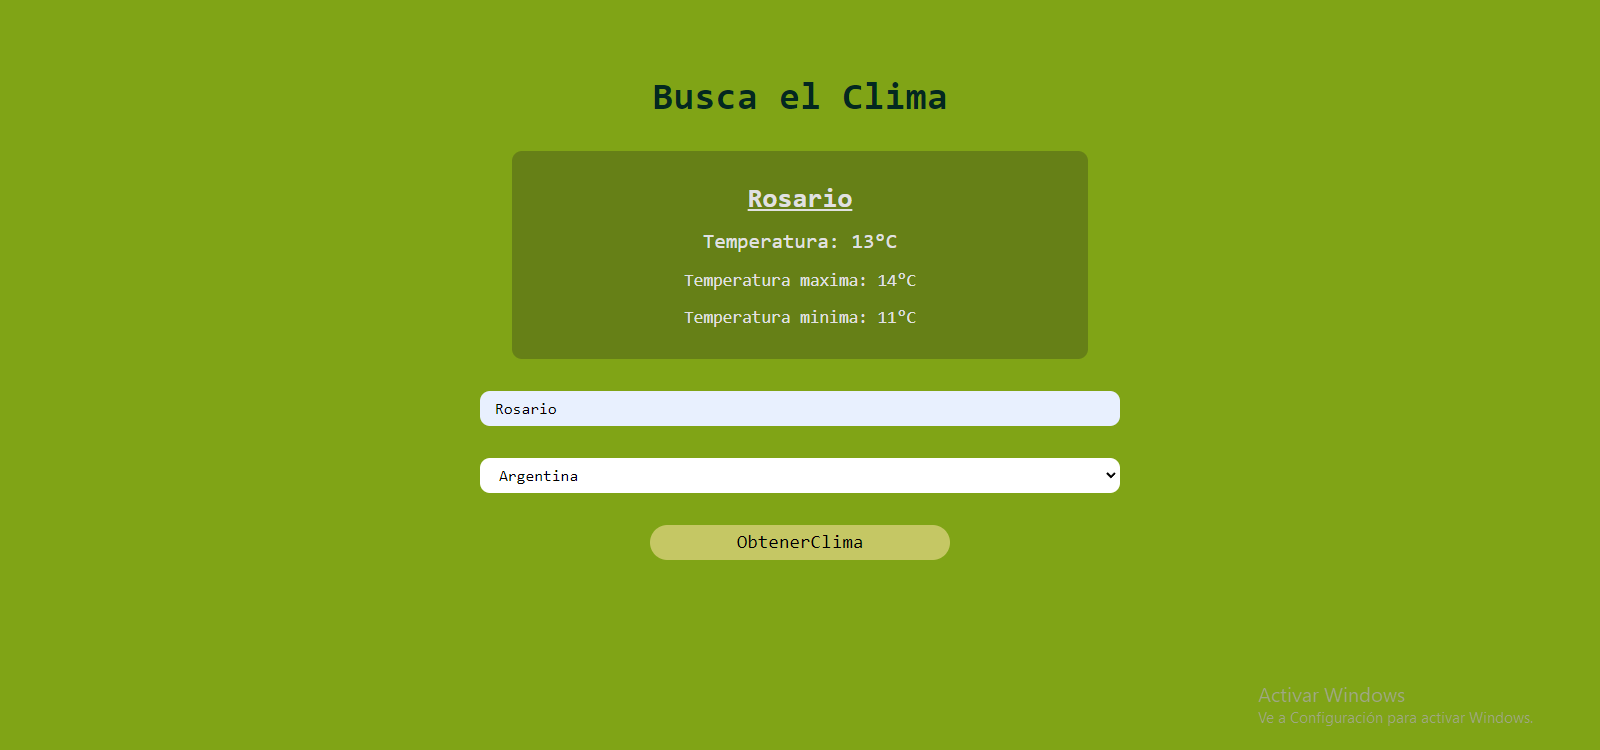 Busca el Clima
Rosario
Temperatura: 13°C
Temperatura maxima: 14°C
Temperatura minima: 11°C
Rosario
Argentina
ObtenerClima
Activar Windows
Ve a Configuración para activar Windows.